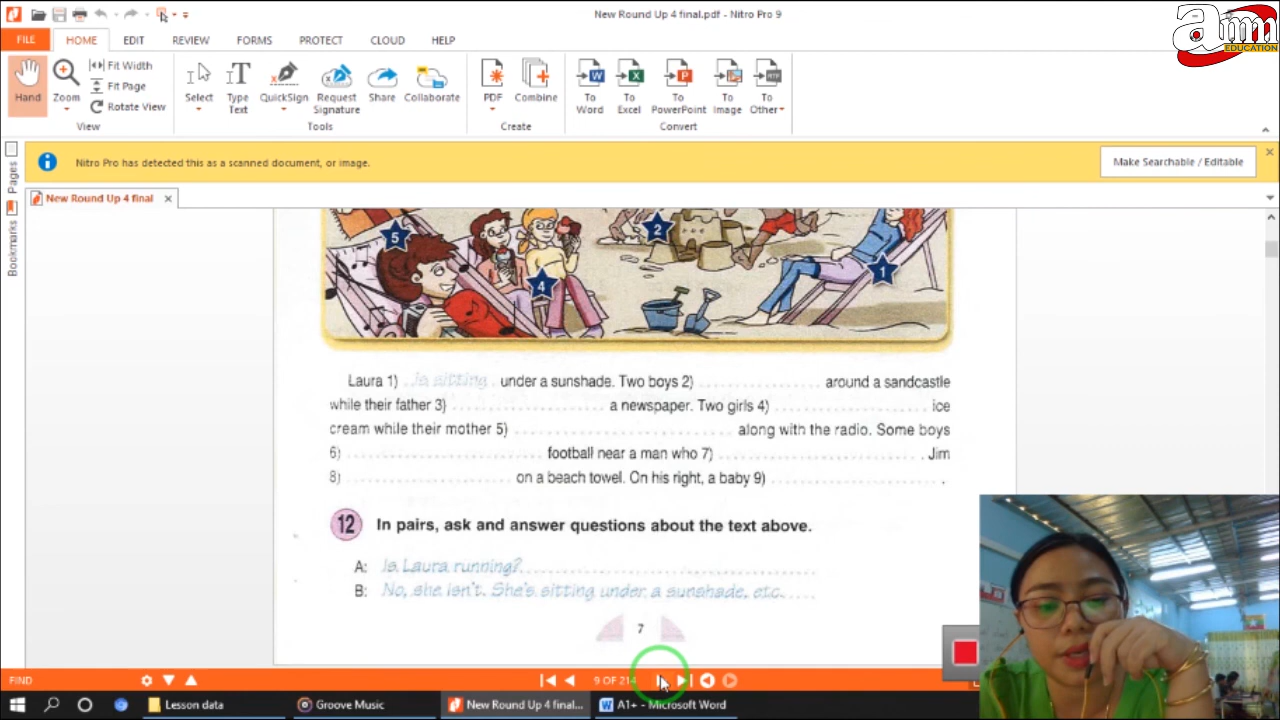 New Round Up 4 final.pdf - Nitro Pro 9
am
EDUCATION
FILE HOME EDIT REVIEW FORMS PROTECT CLOUD HELP
Hand
Zoom
Fit Width
Fit Page
Rotate View
View
Select
Type Text
QuickSign
Request Signature
Share
Collaborate
Tools
PDF
Combine
Create
To Word
To Excel
To PowerPoint
To Image
To Other
Convert
Nitro Pro has detected this as a scanned document, or image.
Make Searchable / Editable
Pages
Bookmarks
New Round Up 4 final
5
2
4
1
Laura 1) is sitting under a sunshade. Two boys 2) .................... around a sandcastle
while their father 3) .................... a newspaper. Two girls 4) .................... ice
cream while their mother 5) .................... along with the radio. Some boys
6) .................... football near a man who 7) .................... . Jim
8) .................... on a beach towel. On his right, a baby 9) .................... .
12 In pairs, ask and answer questions about the text above.
A: Is Laura running?
B: No, she isn't. She's sitting under a sunshade, etc.
7
FIND
9 OF 214
Lesson data
Groove Music
New Round Up 4 final...
A1+ - Microsoft Word